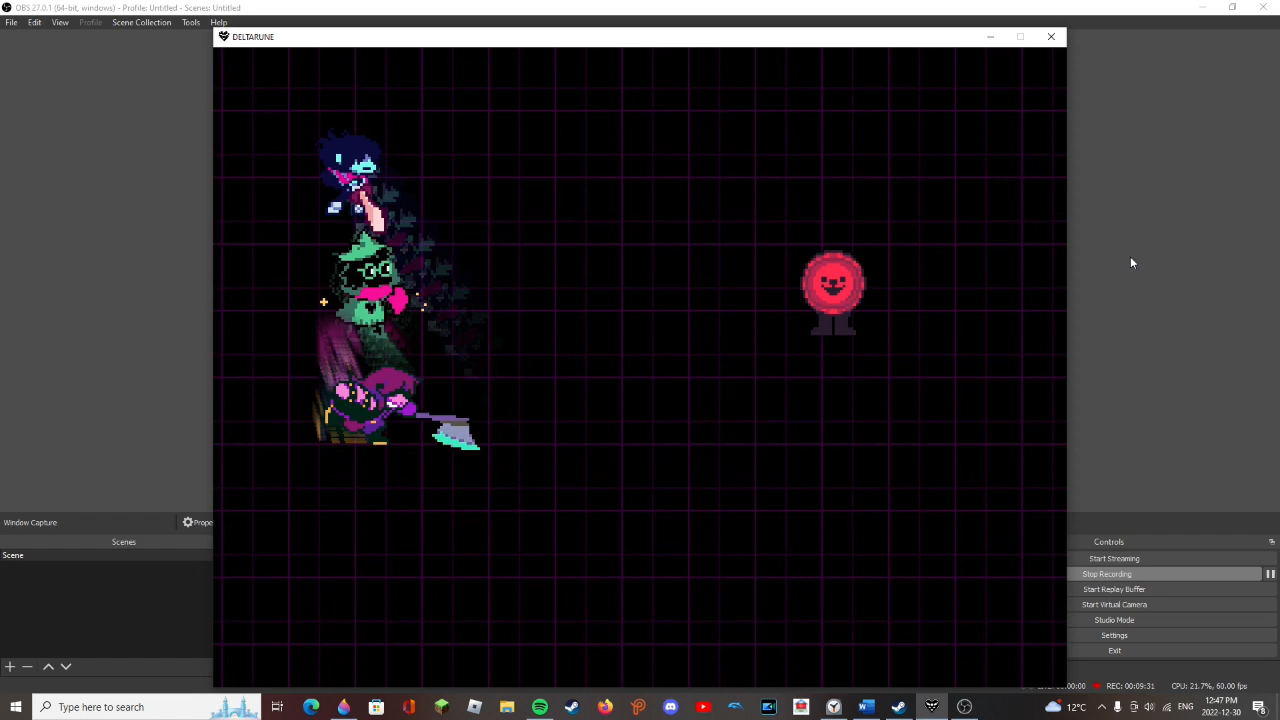 OBS 27.0.1 (64-bit, windows) - Profile: Untitled - Scenes: Untitled
File Edit View Profile Scene Collection Tools Help
DELTARUNE
Window Capture Prope
Scenes
Scene
Controls
Start Streaming
Stop Recording
Start Replay Buffer
Start Virtual Camera
Studio Mode
Settings
Exit
REC: 00:09:31 CPU: 21.7%, 60.00 fps
Type here to search
12°C ENG 12:47 PM
2022-12-30